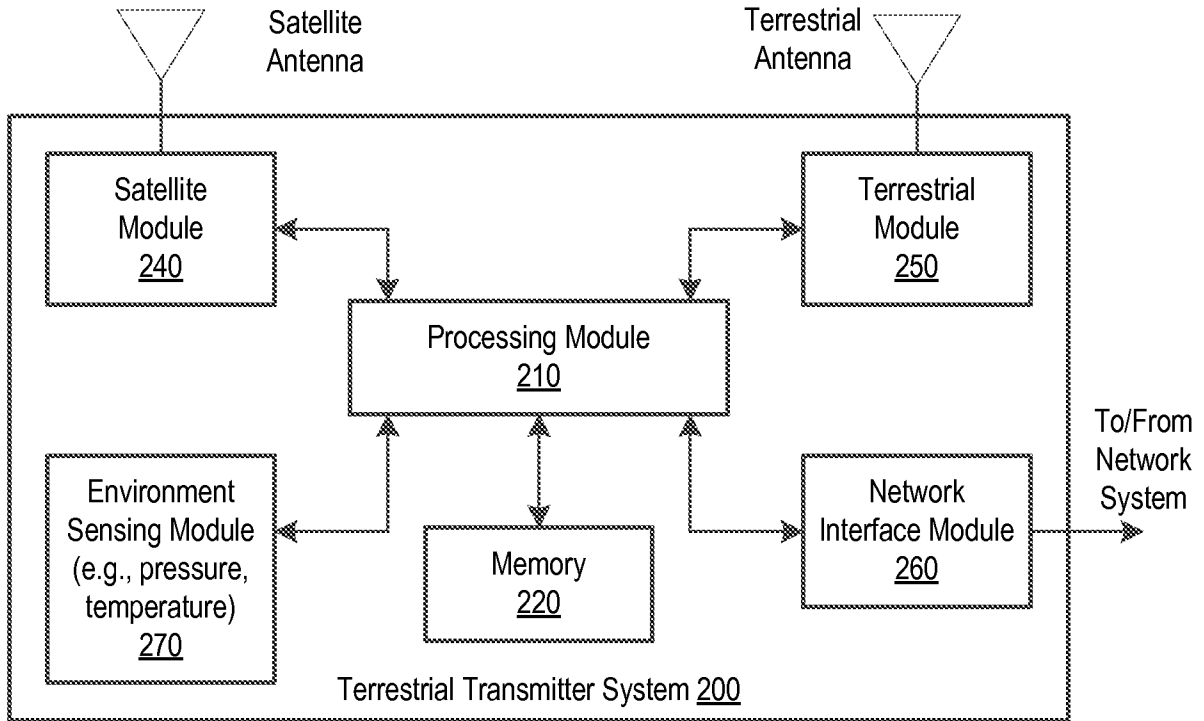 Satellite
Antenna
Terrestrial
Antenna
Satellite
Module
240
Terrestrial
Module
250
Processing Module
210
To/From
Network
System
Environment
Sensing Module
(e.g., pressure,
temperature)
270
Memory
220
Network
Interface Module
260
Terrestrial Transmitter System 200